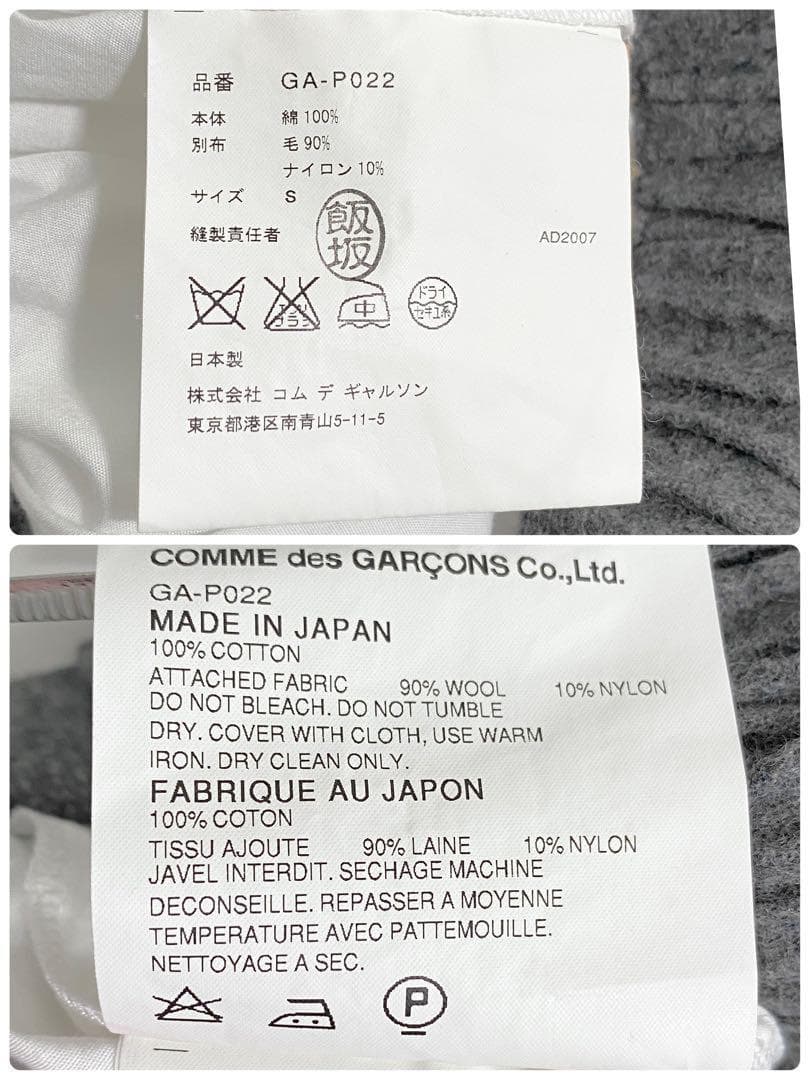 品番 GA-P022
本体 綿 100%
別布 毛 90%
ナイロン 10%
サイズ S
縫製責任者 飯坂
AD2007
エンソ サラシ 中 ドライ セキユ系
日本製
株式会社 コム デ ギャルソン
東京都港区南青山5-11-5
COMME des GARÇONS Co.,Ltd.
GA-P022
MADE IN JAPAN
100% COTTON
ATTACHED FABRIC 90% WOOL 10% NYLON
DO NOT BLEACH. DO NOT TUMBLE
DRY. COVER WITH CLOTH, USE WARM
IRON. DRY CLEAN ONLY.
FABRIQUE AU JAPON
100% COTON
TISSU AJOUTE 90% LAINE 10% NYLON
JAVEL INTERDIT. SECHAGE MACHINE
DECONSEILLE. REPASSER A MOYENNE
TEMPERATURE AVEC PATTEMOUILLE.
NETTOYAGE A SEC.
P